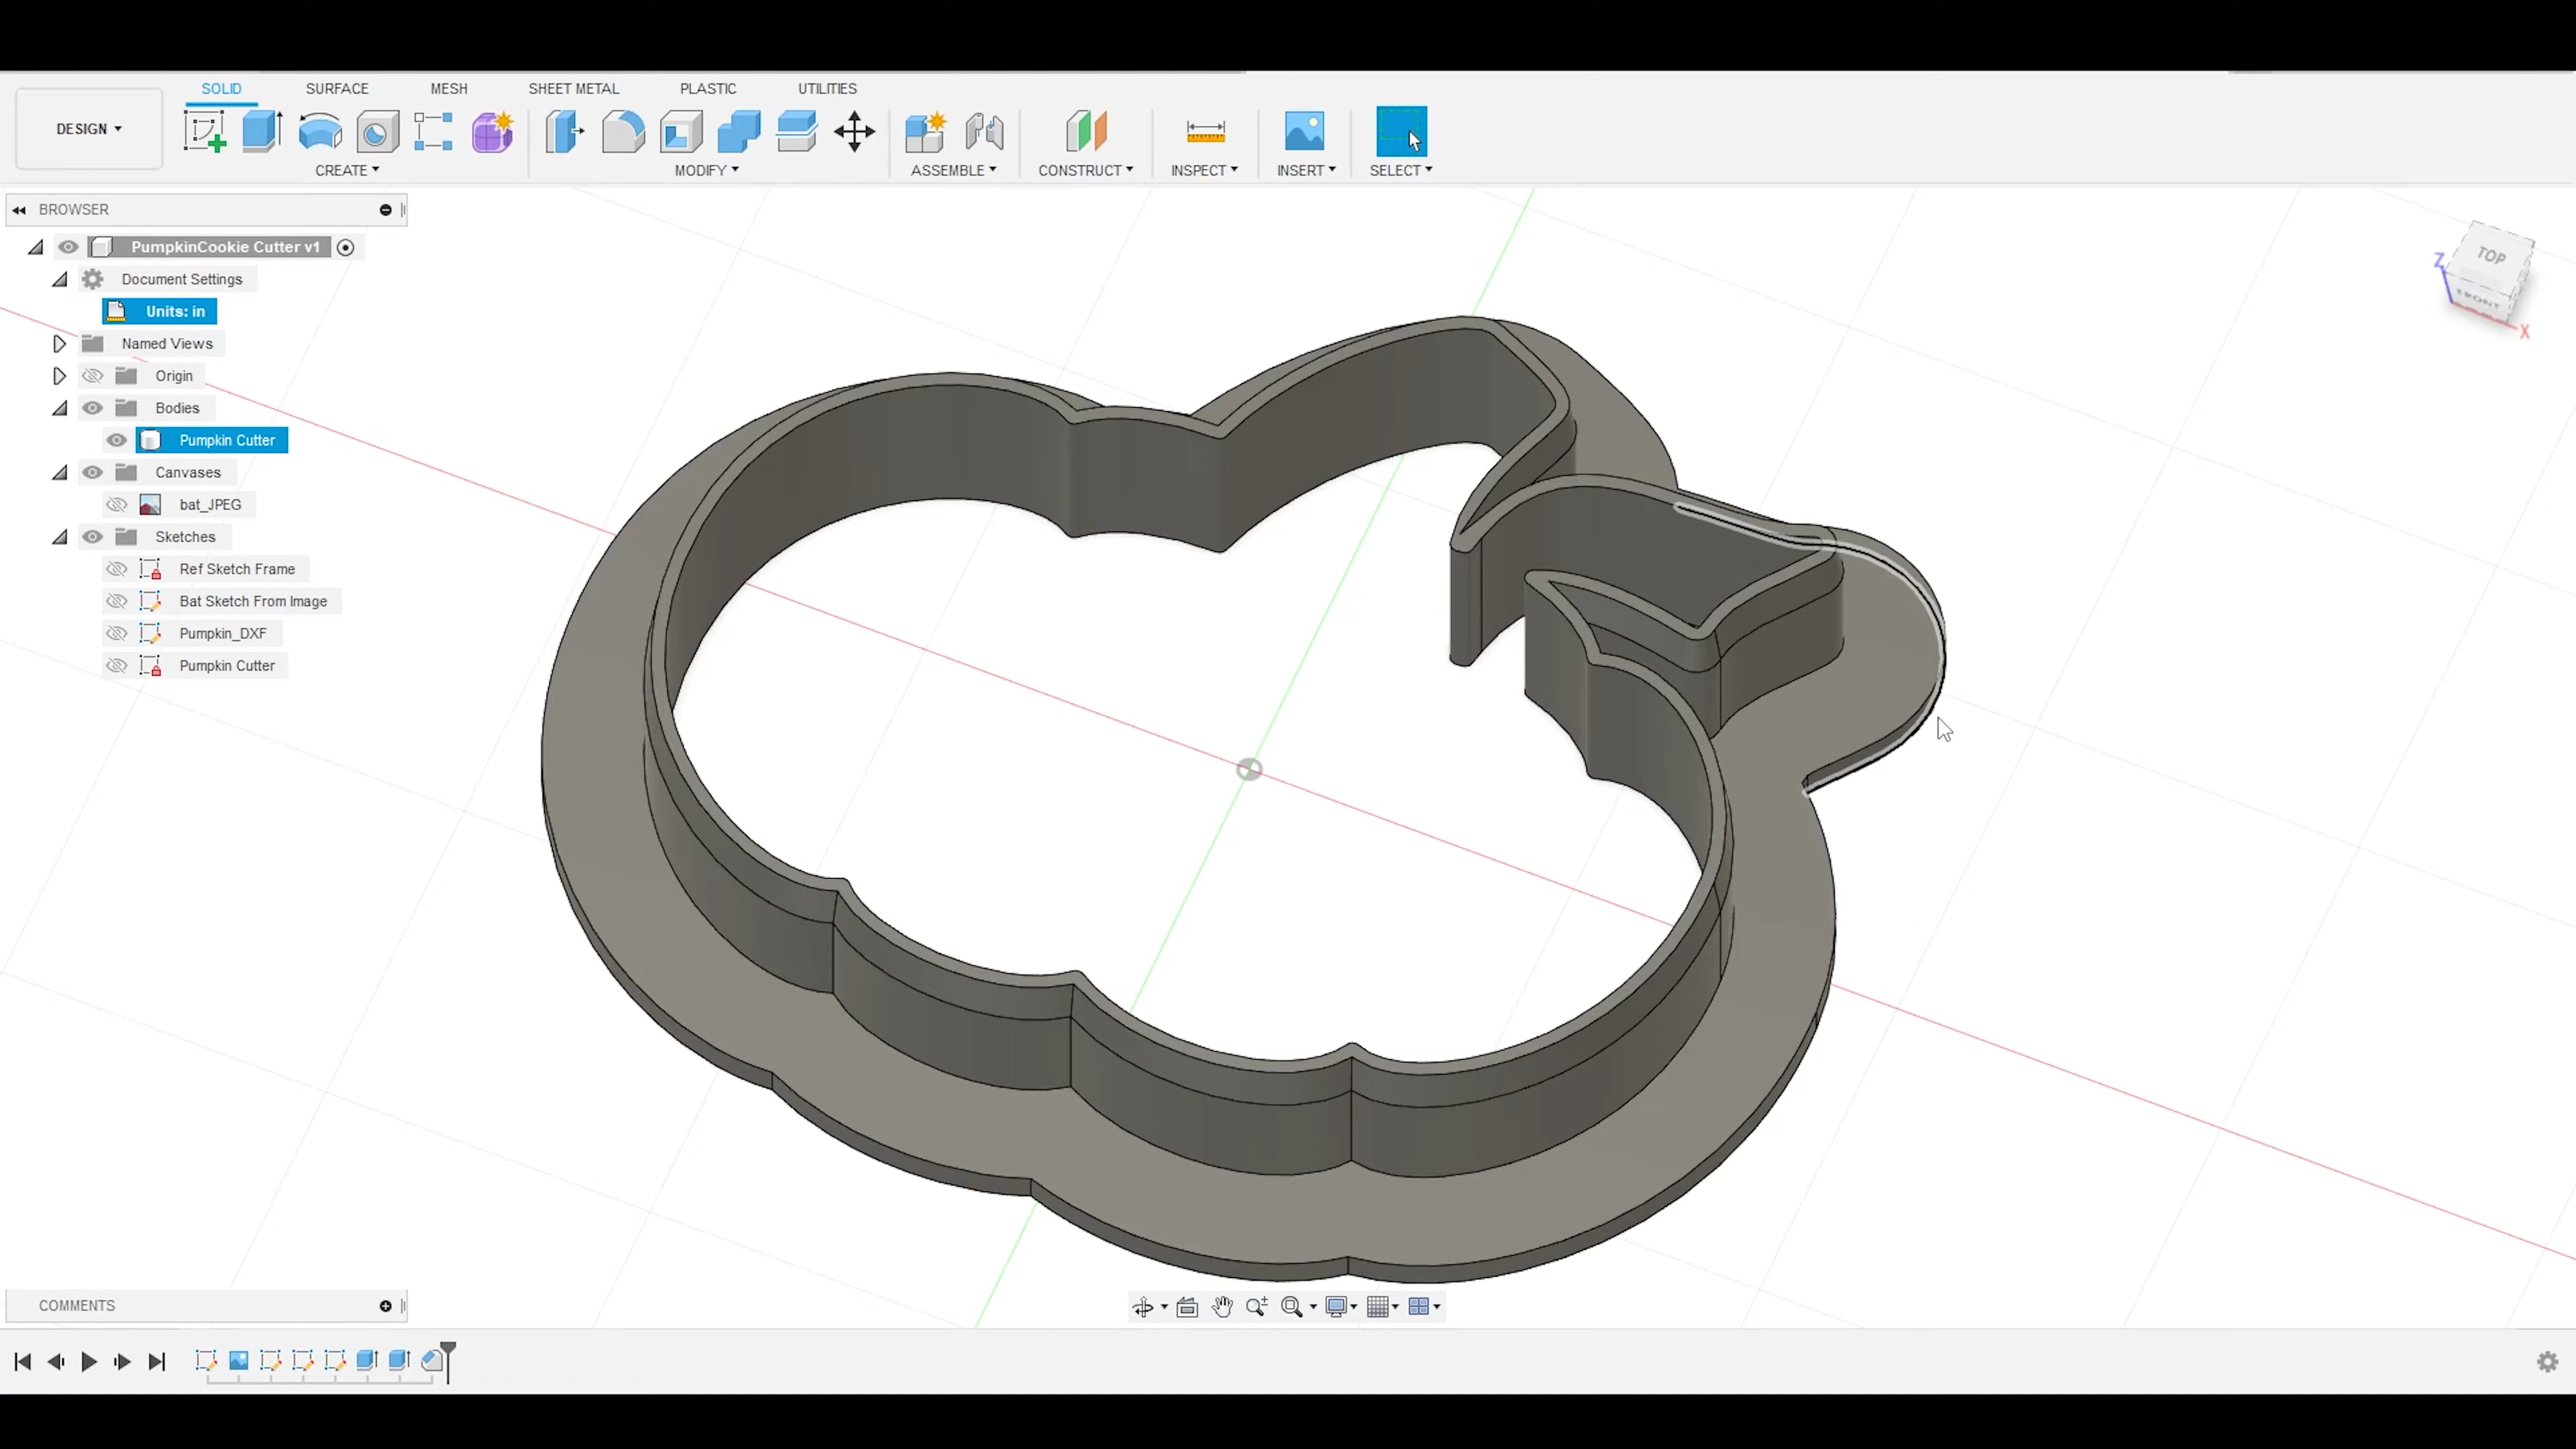 SOLID SURFACE MESH SHEET METAL PLASTIC UTILITIES
DESIGN
CREATE MODIFY ASSEMBLE CONSTRUCT INSPECT INSERT SELECT
BROWSER
PumpkinCookie Cutter v1
Document Settings
Units: in
Named Views
Origin
Bodies
Pumpkin Cutter
Canvases
bat_JPEG
Sketches
Ref Sketch Frame
Bat Sketch From Image
Pumpkin_DXF
Pumpkin Cutter
TOP
Z
FRONT
X
COMMENTS